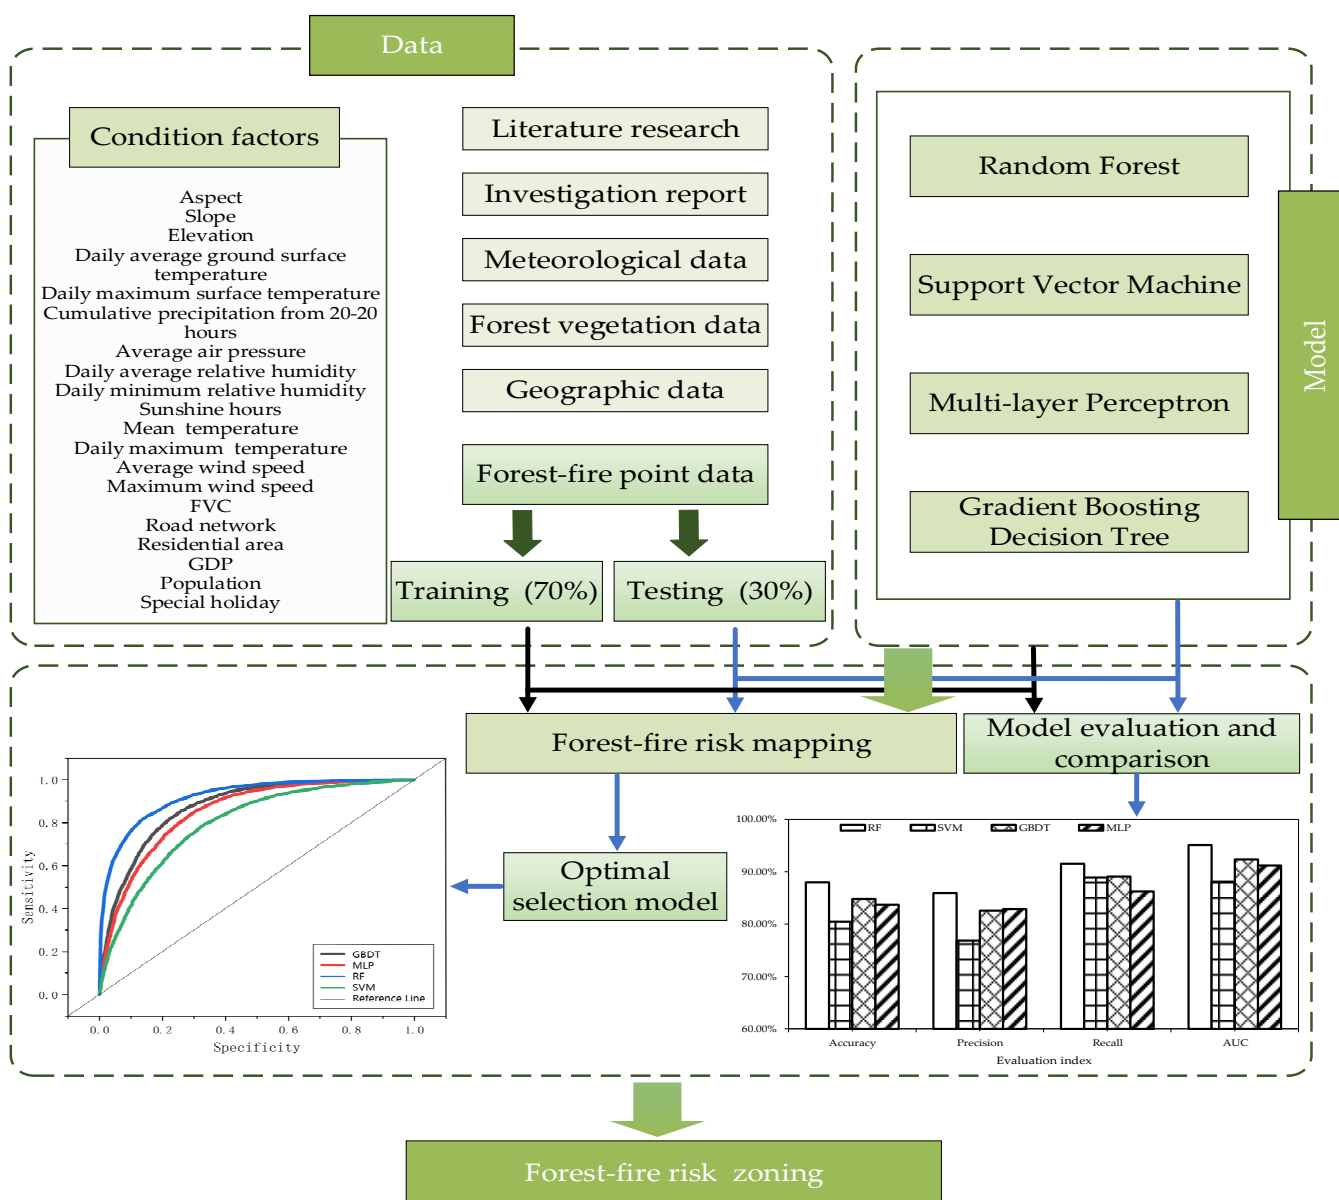 Data
Condition factors
Aspect
Slope
Elevation
Daily average ground surface
temperature
Daily maximum surface temperature
Cumulative precipitation from 20-20
hours
Average air pressure
Daily average relative humidity
Daily minimum relative humidity
Sunshine hours
Mean temperature
Daily maximum temperature
Average wind speed
Maximum wind speed
FVC
Road network
Residential area
GDP
Population
Special holiday
Literature research
Investigation report
Meteorological data
Forest vegetation data
Geographic data
Forest-fire point data
Training (70%)
Testing (30%)
Random Forest
Support Vector Machine
Multi-layer Perceptron
Gradient Boosting
Decision Tree
Model
Forest-fire risk mapping
Model evaluation and
comparison
Optimal
selection model
Sensitivity
1.0
0.8
0.6
0.4
0.2
0.0
GBDT
MLP
RF
SVM
Reference Line
0.0 0.2 0.4 0.6 0.8 1.0
Specificity
100.00%
90.00%
80.00%
70.00%
60.00%
RF SVM GBDT MLP
Accuracy Precision Recall AUC
Evaluation index
Forest-fire risk zoning